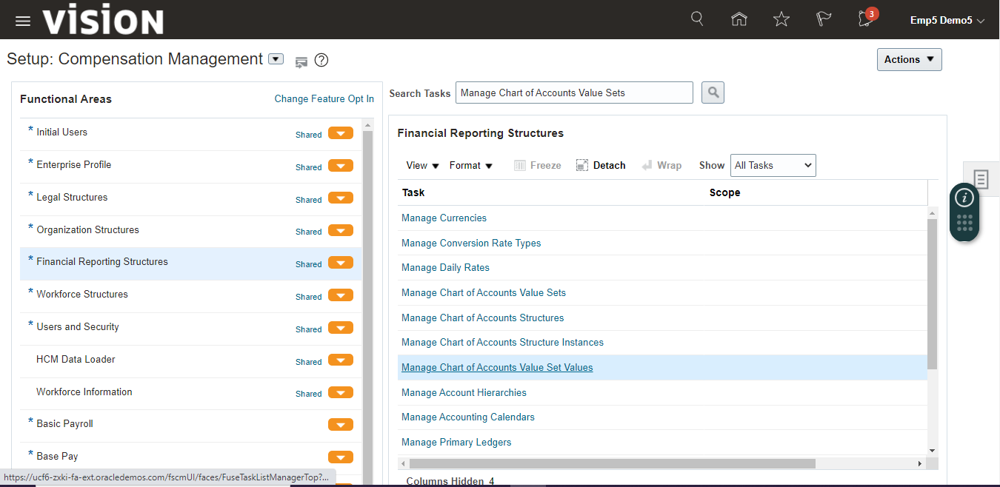 vision
3
Emp5 Demo5
Setup: Compensation Management
?
Actions
Functional Areas
Change Feature Opt In
* Initial Users Shared
* Enterprise Profile Shared
* Legal Structures Shared
* Organization Structures Shared
* Financial Reporting Structures Shared
* Workforce Structures Shared
* Users and Security Shared
HCM Data Loader Shared
Workforce Information Shared
* Basic Payroll
* Base Pay
Search Tasks Manage Chart of Accounts Value Sets
Financial Reporting Structures
View Format Freeze Detach Wrap Show All Tasks
Task Scope
Manage Currencies
Manage Conversion Rate Types
Manage Daily Rates
Manage Chart of Accounts Value Sets
Manage Chart of Accounts Structures
Manage Chart of Accounts Structure Instances
Manage Chart of Accounts Value Set Values
Manage Account Hierarchies
Manage Accounting Calendars
Manage Primary Ledgers
Columns Hidden 4
i
https://ucf6-zxki-fa-ext.oracledemos.com/fscmUI/faces/FuseTaskListManagerTop?...